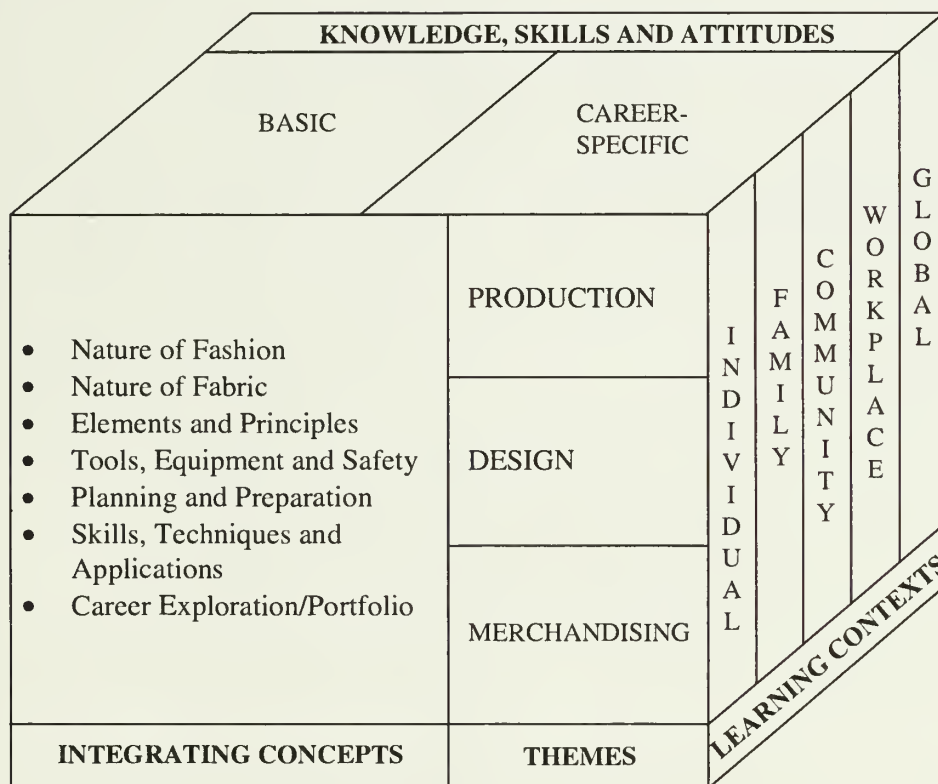 KNOWLEDGE, SKILLS AND ATTITUDES
BASIC
CAREER-
SPECIFIC
• Nature of Fashion
• Nature of Fabric
• Elements and Principles
• Tools, Equipment and Safety
• Planning and Preparation
• Skills, Techniques and
Applications
• Career Exploration/Portfolio
PRODUCTION
DESIGN
MERCHANDISING
INDIVIDUAL
FAMILY
COMMUNITY
WORKPLACE
GLOBAL
INTEGRATING CONCEPTS
THEMES
LEARNING CONTEXTS